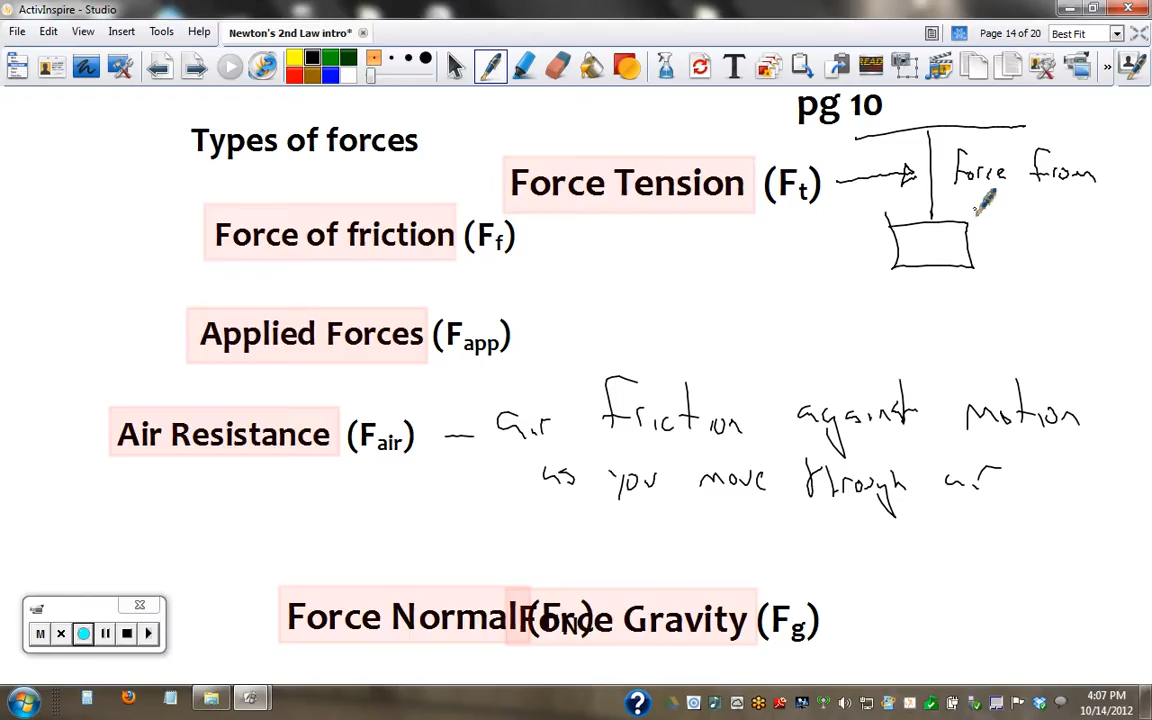 ActivInspire - Studio
File Edit View Insert Tools Help Newton's 2nd Law intro* Page 14 of 20 Best Fit
pg 10
Types of forces
Force Tension (Ft)
Force from
Force of friction (Ff)
Applied Forces (Fapp)
Air Resistance (Fair) — air friction against motion
as you move through air
Force Normal (FN)
Force Gravity (Fg)
M
4:07 PM
10/14/2012